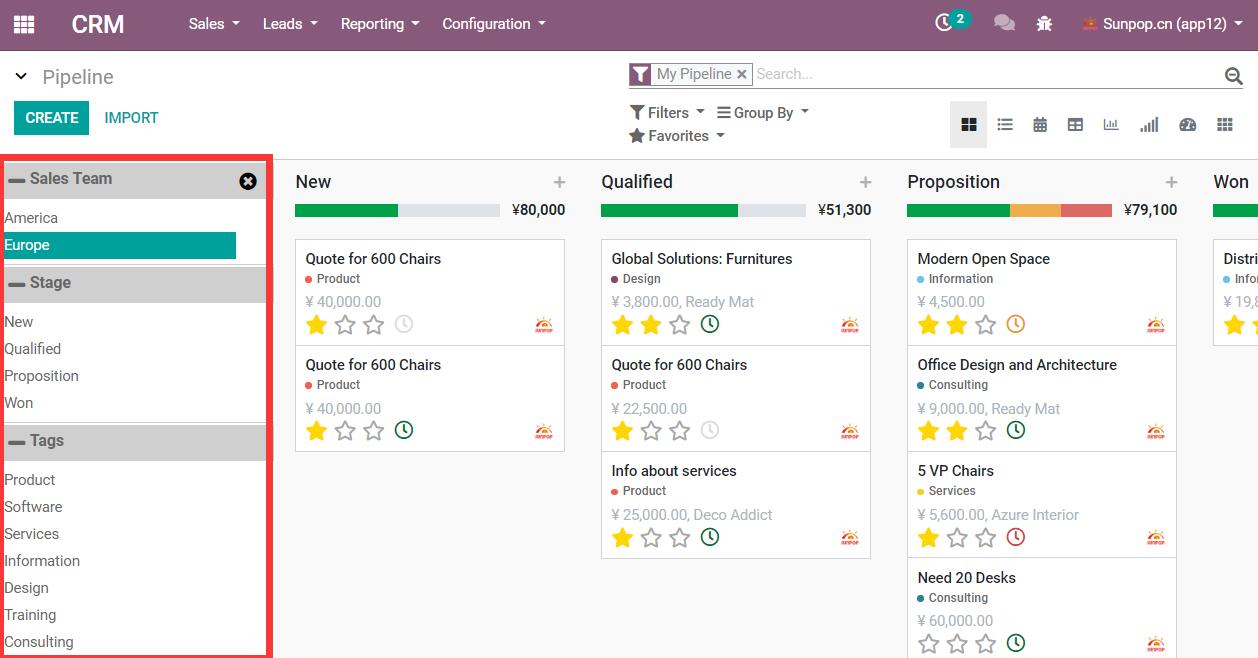 CRM Sales Leads Reporting Configuration 2 Sunpop.cn (app12)
Pipeline
My Pipeline Search...
CREATE IMPORT
Filters Group By
Favorites
Sales Team
America
Europe
Stage
New
Qualified
Proposition
Won
Tags
Product
Software
Services
Information
Design
Training
Consulting
New
¥80,000
Quote for 600 Chairs
Product
¥ 40,000.00
Quote for 600 Chairs
Product
¥ 40,000.00
Qualified
¥51,300
Global Solutions: Furnitures
Design
¥ 3,800.00, Ready Mat
Quote for 600 Chairs
Product
¥ 22,500.00
Info about services
Product
¥ 25,000.00, Deco Addict
Proposition
¥79,100
Modern Open Space
Information
¥ 4,500.00
Office Design and Architecture
Consulting
¥ 9,000.00, Ready Mat
5 VP Chairs
Services
¥ 5,600.00, Azure Interior
Need 20 Desks
Consulting
¥ 60,000.00
Won
Distri
Infor
¥ 19,8